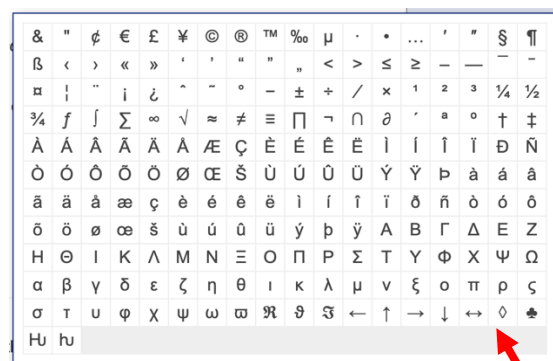 & " ¢ € £ ¥ © ® ™ ‰ µ · • … ′ ″ § ¶
ß ‹ › « » ‘ ’ “ ” „ < > ≤ ≥ – — ¯ ‾
¤ ¦ ¨ ¡ ¿ ˆ ˜ ° − ± ÷ ⁄ × ¹ ² ³ ¼ ½
¾ ƒ ∫ ∑ ∞ √ ≈ ≠ ≡ ∏ ¬ ∩ ∂ ´ ª º † ‡
À Á Â Ã Ä Å Æ Ç È É Ê Ë Ì Í Î Ï Ð Ñ
Ò Ó Ô Õ Ö Ø Œ Š Ù Ú Û Ü Ý Ÿ Þ à á â
ã ä å æ ç è é ê ë ì í î ï ð ñ ò ó ô
õ ö ø œ š ù ú û ü ý þ ÿ Α Β Γ Δ Ε Ζ
Η Θ Ι Κ Λ Μ Ν Ξ Ο Π Ρ Σ Τ Υ Φ Χ Ψ Ω
α β γ δ ε ζ η θ ι κ λ μ ν ξ ο π ρ ς
σ τ υ φ χ ψ ω ϖ ℜ ϑ ℑ ← ↑ → ↓ ↔ ◊ ♣
Ƕ ƕ